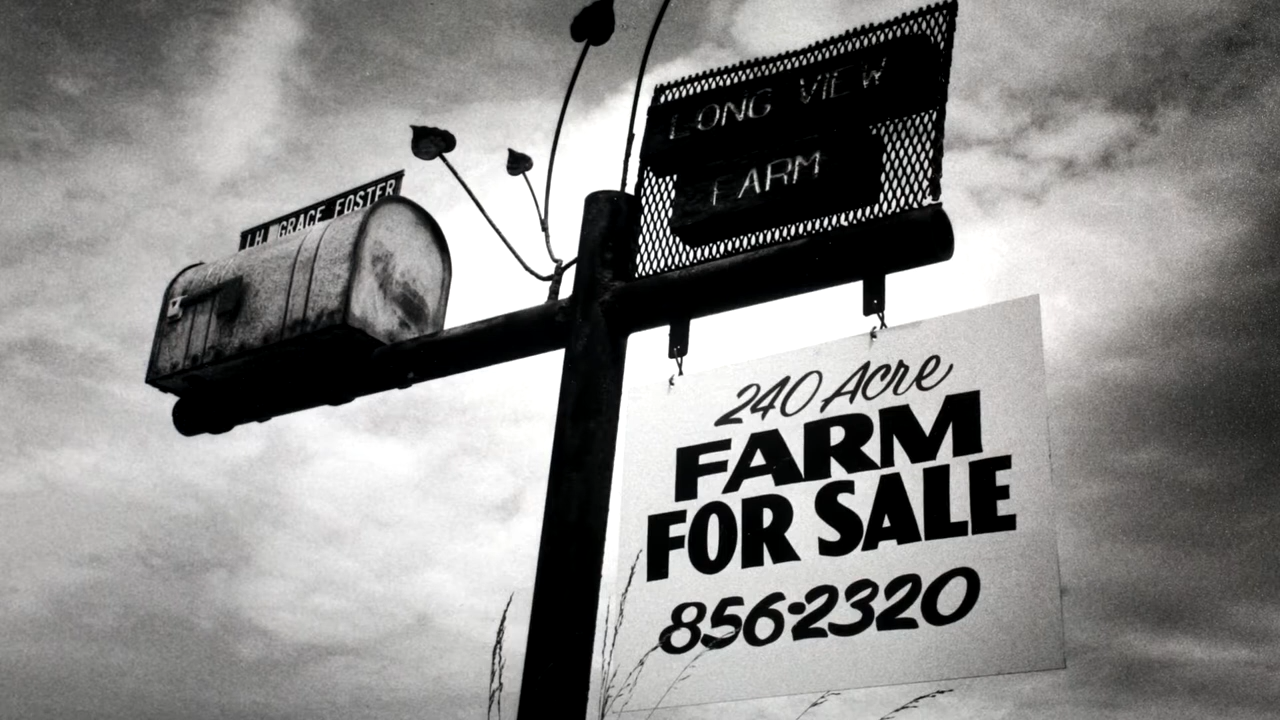 J.H. GRACE FOSTER
LONG VIEW
FARM
240 Acre
FARM
FOR SALE
856-2320